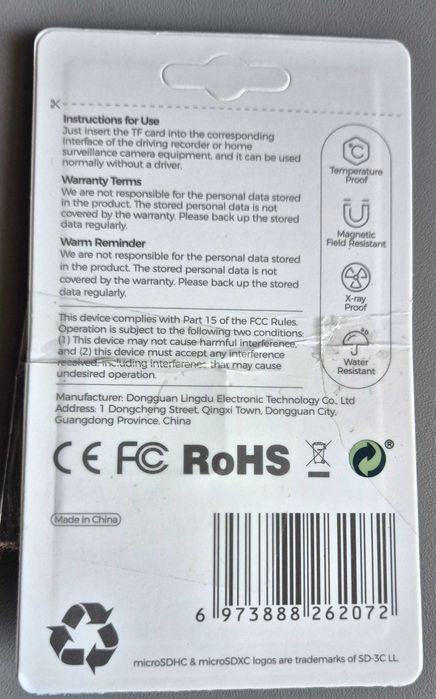 Instructions for Use
Just insert the TF card into the corresponding
interface of the driving recorder or home
surveillance camera equipment, and it can be used
normally without a driver.
Warranty Terms
We are not responsible for the personal data stored
in the product. The stored personal data is not
covered by the warranty. Please back up the stored
data regularly.
Warm Reminder
We are not responsible for the personal data stored
in the product. The stored personal data is not
covered by the warranty. Please back up the stored
data regularly.
°C
Temperature
Proof
Magnetic
Field Resistant
X-ray
Proof
Water
Resistant
This device complies with Part 15 of the FCC Rules.
Operation is subject to the following two conditions:
(1) This device may not cause harmful interference,
and (2) this device must accept any interference
received, including interference that may cause
undesired operation.
Manufacturer: Dongguan Lingdu Electronic Technology Co., Ltd
Address: 1 Dongcheng Street, Qingxi Town, Dongguan City,
Guangdong Province, China
CE FC RoHS ®
Made in China
6 973888 262072
microSDHC & microSDXC logos are trademarks of SD-3C LL